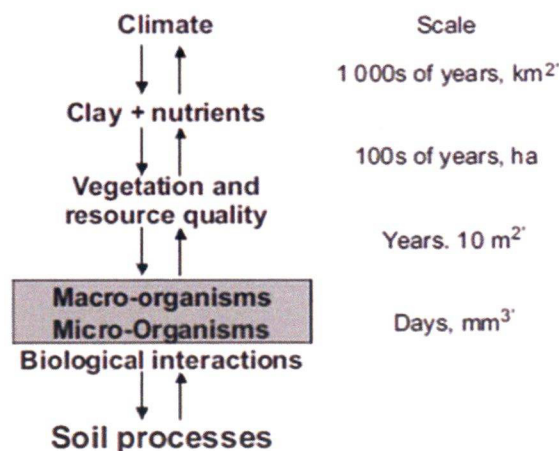 Climate
Scale
1 000s of years, km²
Clay + nutrients
100s of years, ha
Vegetation and
resource quality
Years. 10 m²
Macro-organisms
Micro-Organisms
Days, mm³
Biological interactions
Soil processes